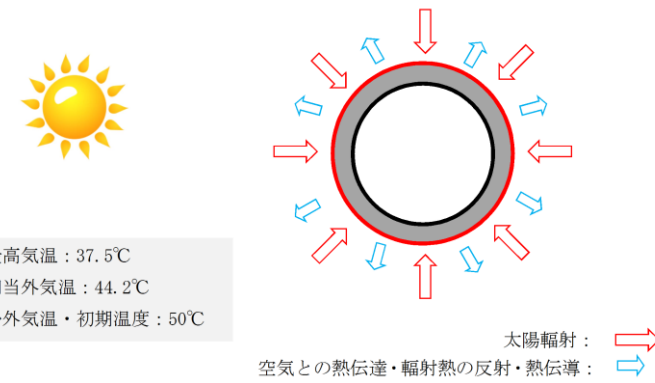 高気温：37.5℃
当外気温：44.2℃
外気温・初期温度：50℃
太陽輻射：
空気との熱伝達・輻射熱の反射・熱伝導：